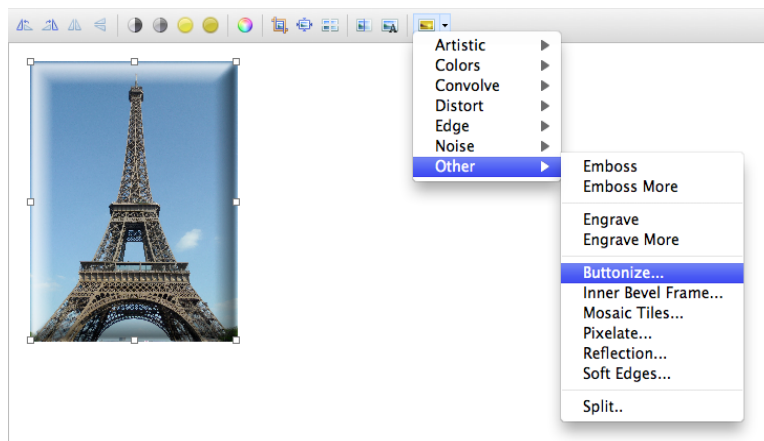 Artistic
Colors
Convolve
Distort
Edge
Noise
Other
Emboss
Emboss More
Engrave
Engrave More
Buttonize...
Inner Bevel Frame...
Mosaic Tiles...
Pixelate...
Reflection...
Soft Edges...
Split..